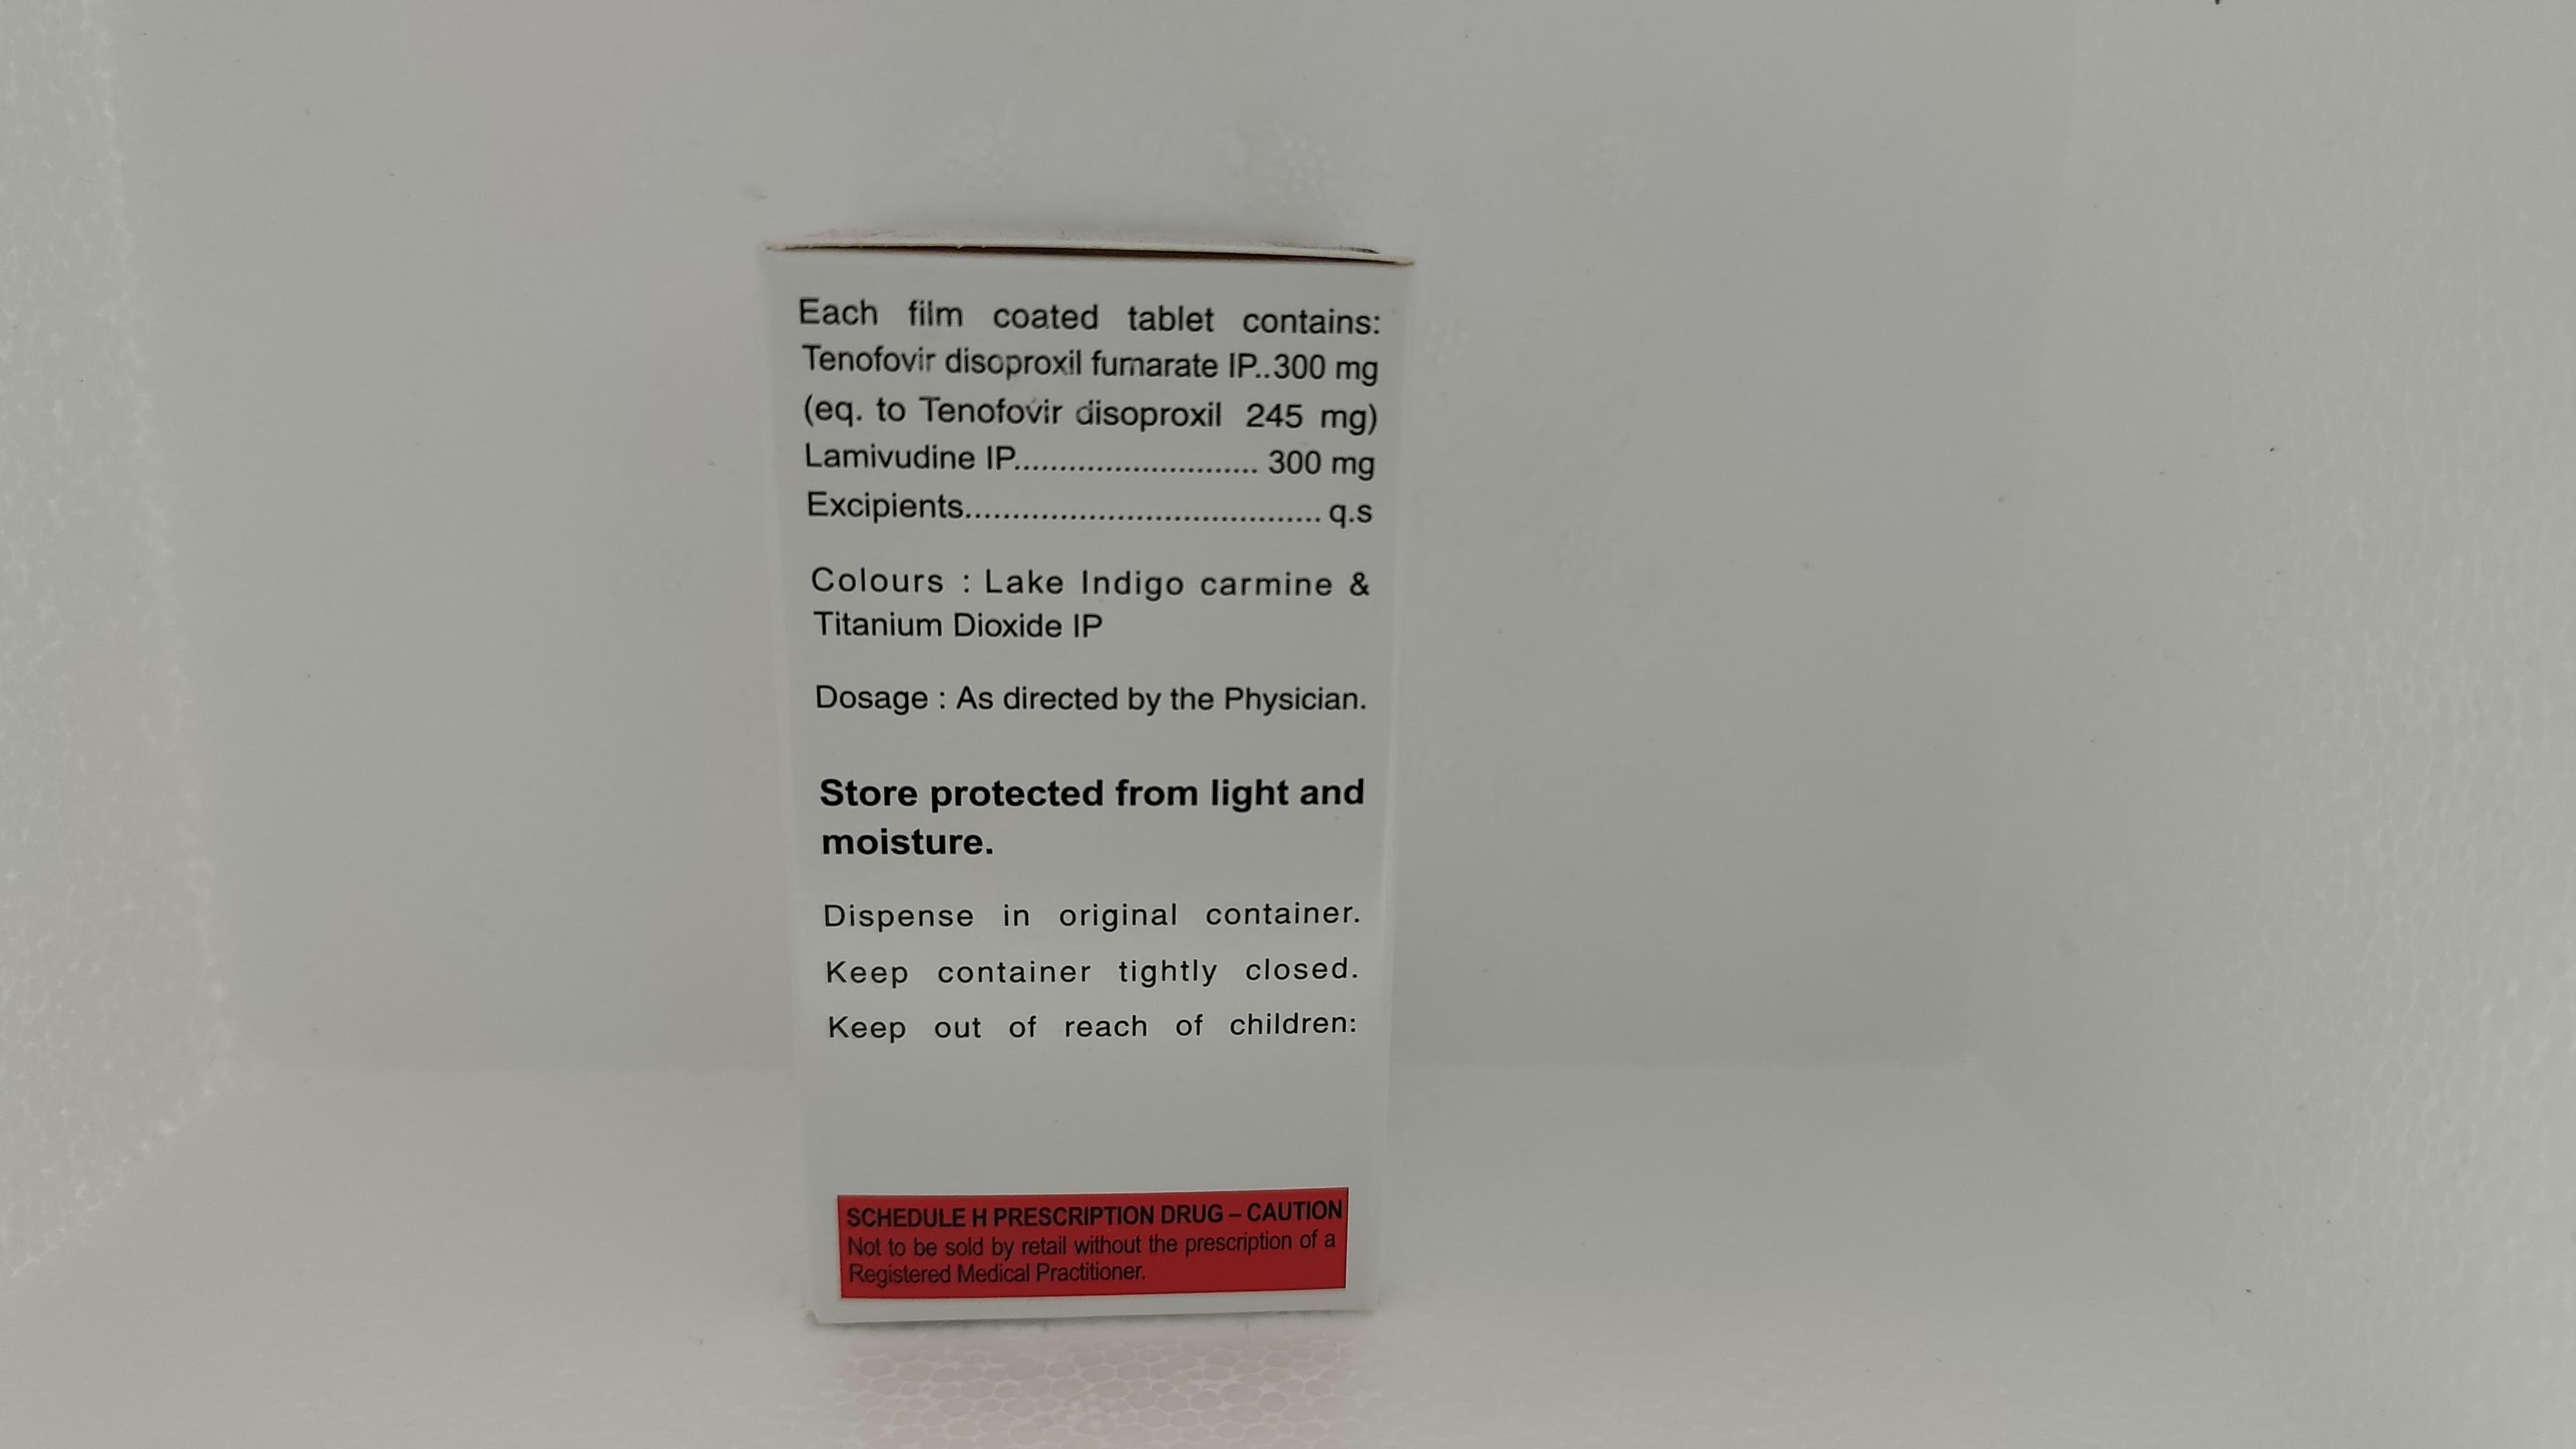 Each film coated tablet contains:
Tenofovir disoproxil fumarate IP..300 mg
(eq. to Tenofovir disoproxil 245 mg)
Lamivudine IP........................... 300 mg
Excipients..................................... q.s
Colours : Lake Indigo carmine &
Titanium Dioxide IP
Dosage : As directed by the Physician.
Store protected from light and
moisture.
Dispense in original container.
Keep container tightly closed.
Keep out of reach of children:
SCHEDULE H PRESCRIPTION DRUG – CAUTION
Not to be sold by retail without the prescription of a
Registered Medical Practitioner.